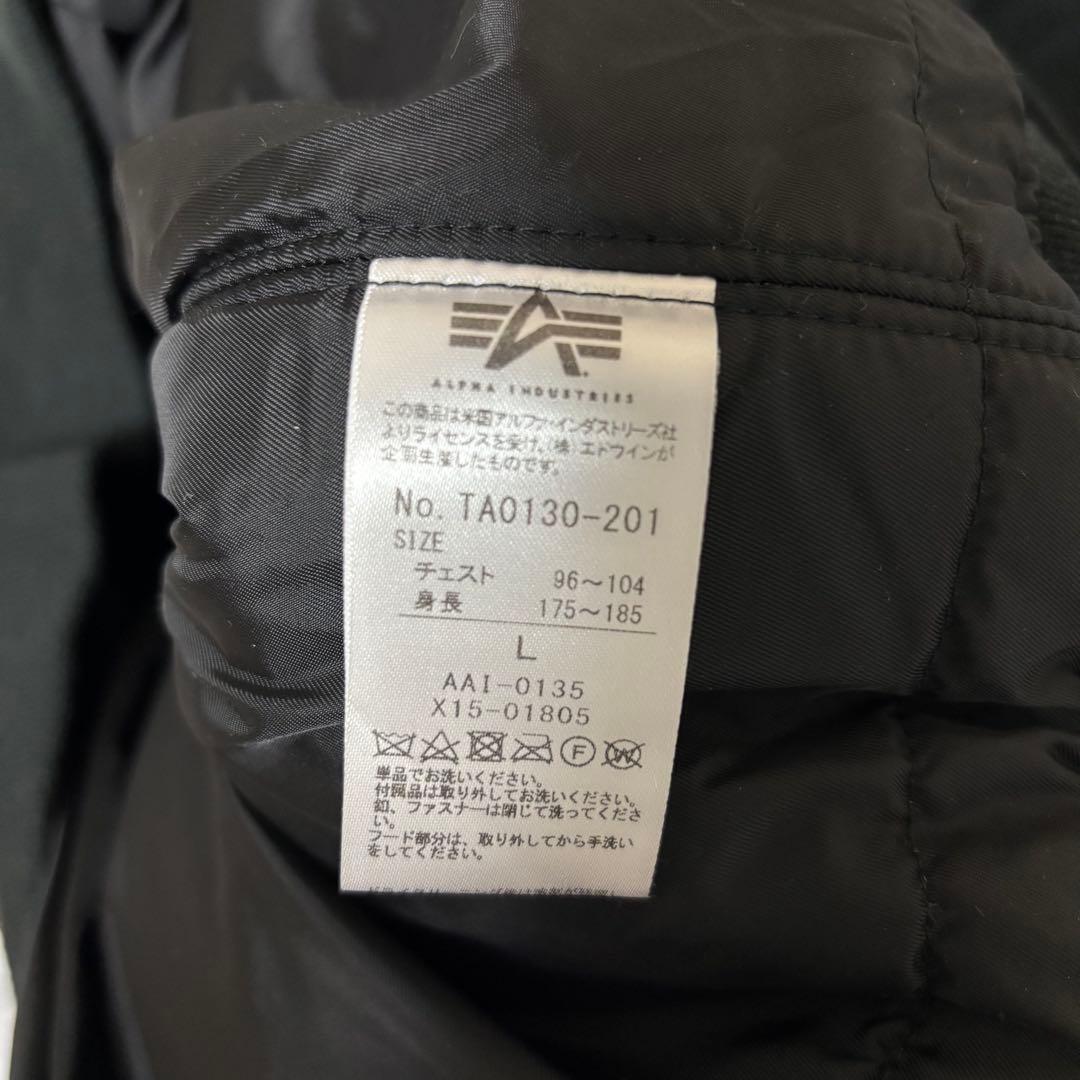 ALPHA INDUSTRIES
この商品は米国アルファインダストリーズ社
よりライセンスを受け、(株)エドウインが
企画生産したものです。
No. TA0130-201
SIZE
チェスト 96～104
身長 175～185
L
AAI-0135
X15-01805
F W
単品でお洗いください。
付属品は取り外してお洗いください。
釦、ファスナーは閉じて洗ってくださ
い。
フード部分は、取り外してから手洗い
をしてください。